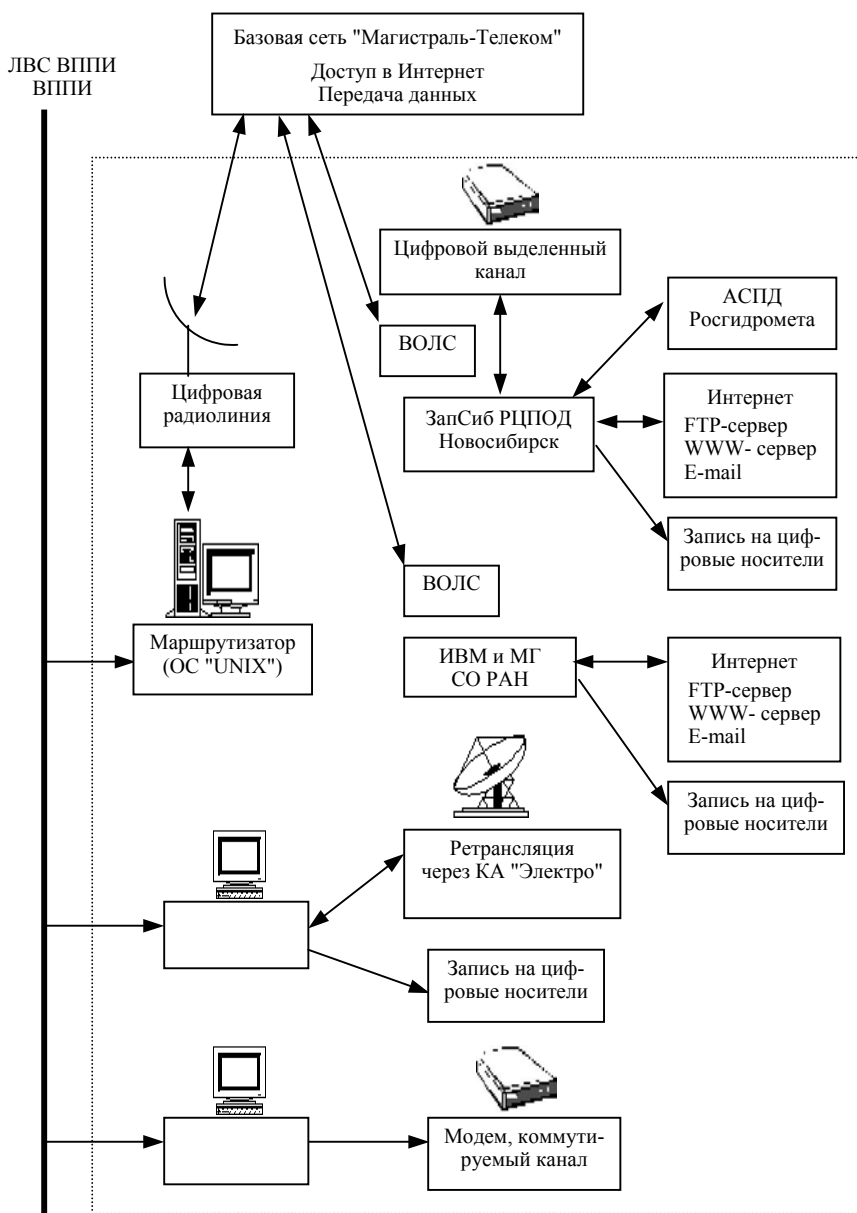 Базовая сеть "Магистраль-Телеком"
Доступ в Интернет
Передача данных
ЛВС ВППИ
ВППИ
Цифровой выделенный
канал
АСПД
Росгидромета
ВОЛС
Цифровая
радиолиния
ЗапСиб РЦПОД
Новосибирск
Интернет
FTP-сервер
WWW- сервер
E-mail
Запись на циф-
ровые носители
ВОЛС
Маршрутизатор
(ОС "UNIX")
ИВМ и МГ
СО РАН
Интернет
FTP-сервер
WWW- сервер
E-mail
Запись на циф-
ровые носители
Ретрансляция
через КА "Электро"
Запись на циф-
ровые носители
Модем, коммути-
руемый канал